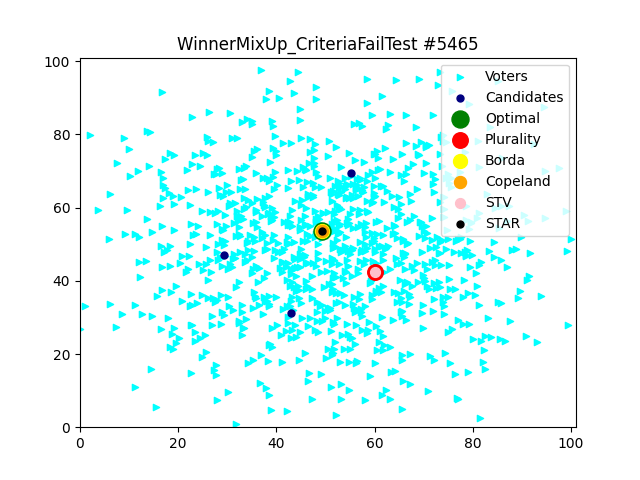 WinnerMixUp_CriteriaFailTest #5465
100
80
60
40
20
0
0
20
40
60
80
100
Voters
Candidates
Optimal
Plurality
Borda
Copeland
STV
STAR